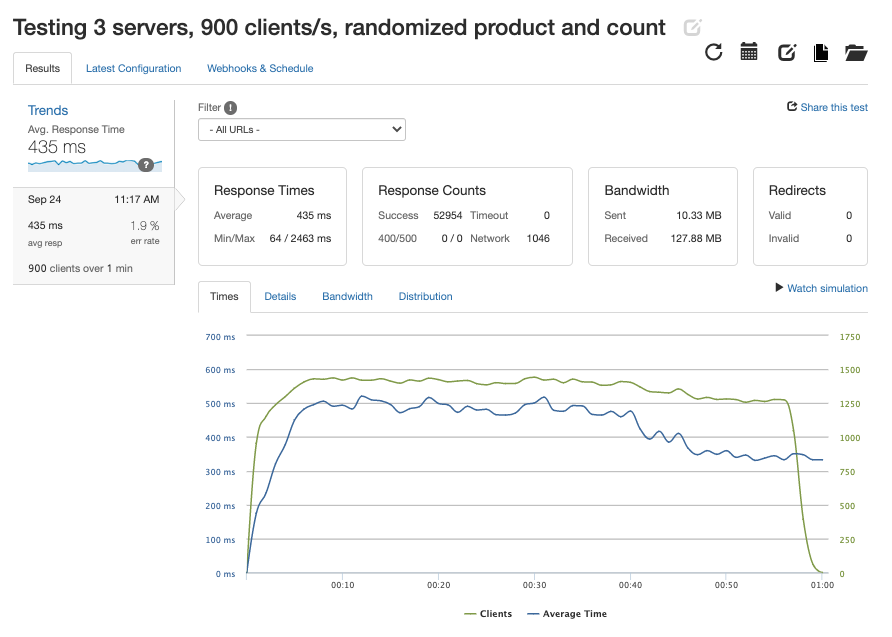 Testing 3 servers, 900 clients/s, randomized product and count
Results Latest Configuration Webhooks & Schedule
Trends
Avg. Response Time
435 ms
?
Sep 24 11:17 AM
435 ms 1.9 %
avg resp err rate
900 clients over 1 min
Filter !
Share this test
- All URLs -
Response Times
Average 435 ms
Min/Max 64 / 2463 ms
Response Counts
Success 52954 Timeout 0
400/500 0 / 0 Network 1046
Bandwidth
Sent 10.33 MB
Received 127.88 MB
Redirects
Valid 0
Invalid 0
Times Details Bandwidth Distribution
Watch simulation
700 ms 1750
600 ms 1500
500 ms 1250
400 ms 1000
300 ms 750
200 ms 500
100 ms 250
0 ms 0
00:10 00:20 00:30 00:40 00:50 01:00
Clients Average Time